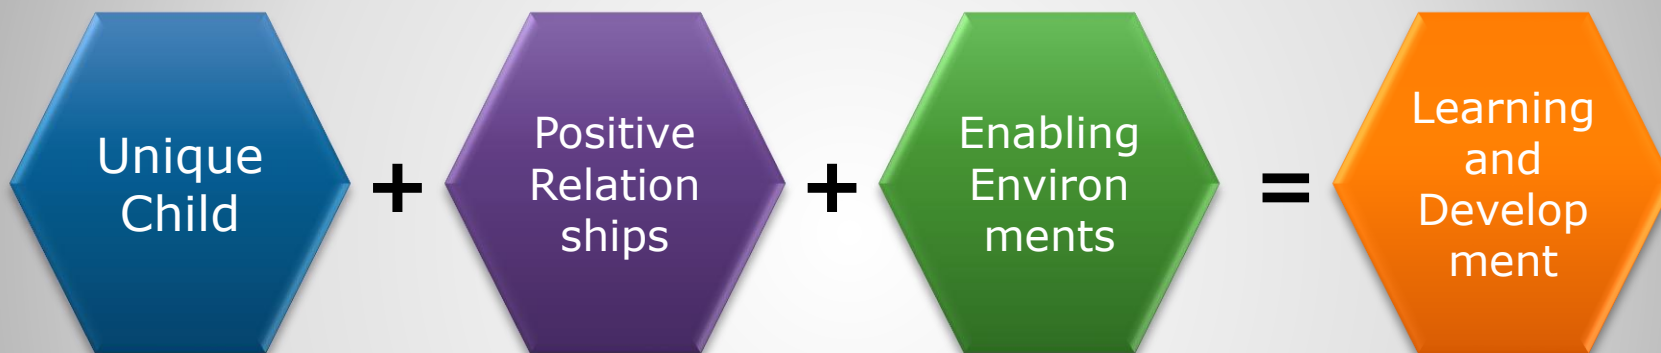 Unique
Child
+
Positive
Relation
ships
+
Enabling
Environ
ments
=
Learning
and
Develop
ment